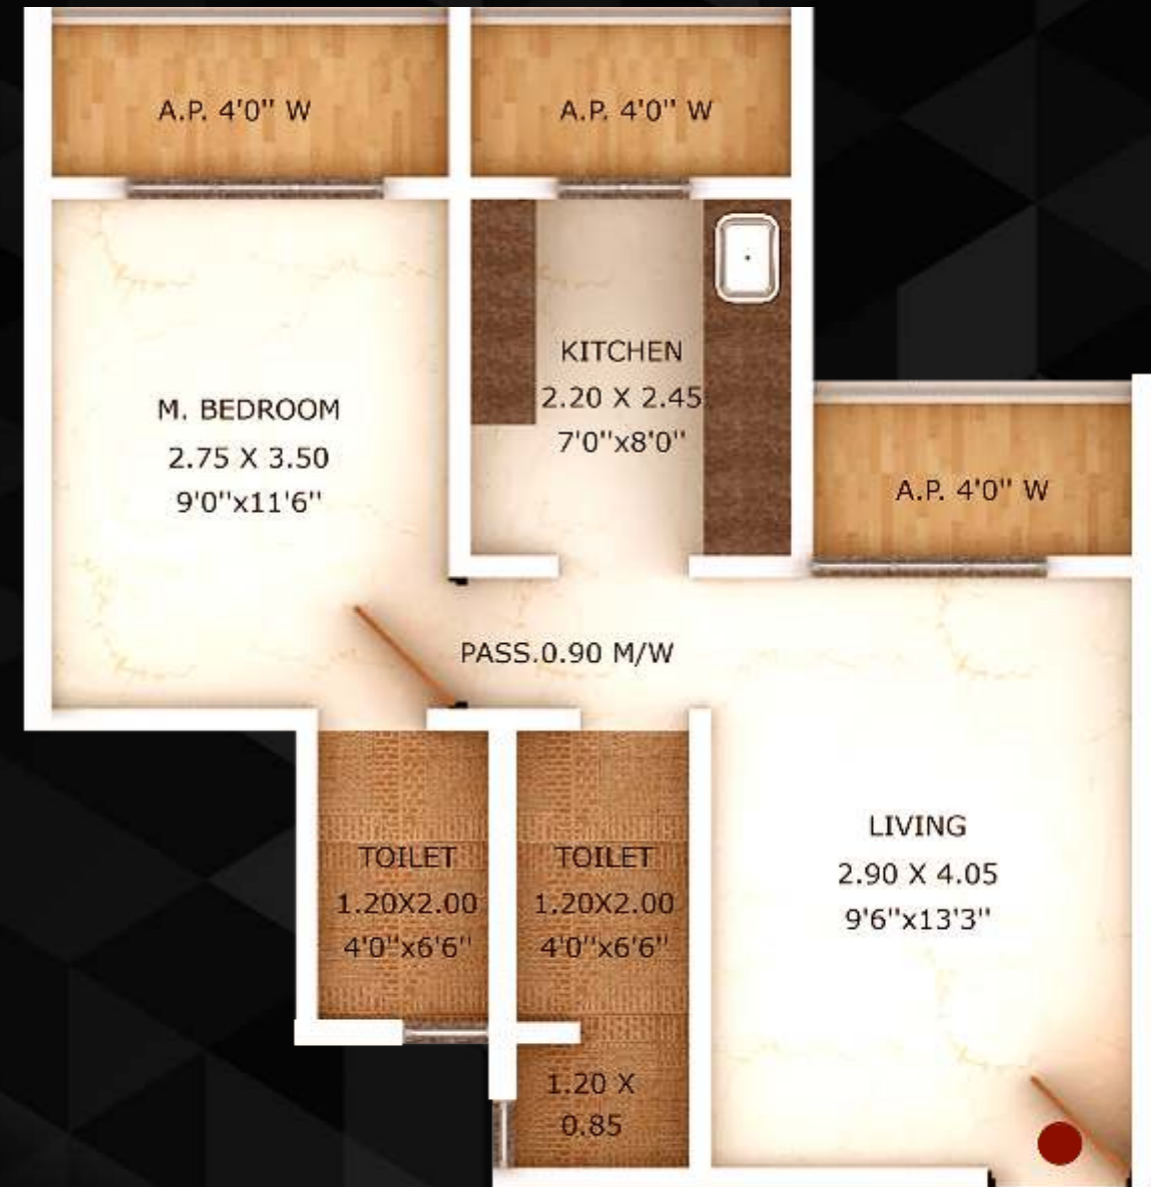 A.P. 4'0" W
A.P. 4'0" W
KITCHEN
2.20 X 2.45
7'0"x8'0"
M. BEDROOM
2.75 X 3.50
9'0"x11'6"
A.P. 4'0" W
PASS.0.90 M/W
LIVING
2.90 X 4.05
9'6"x13'3"
TOILET
1.20X2.00
4'0"x6'6"
TOILET
1.20X2.00
4'0"x6'6"
1.20 X
0.85